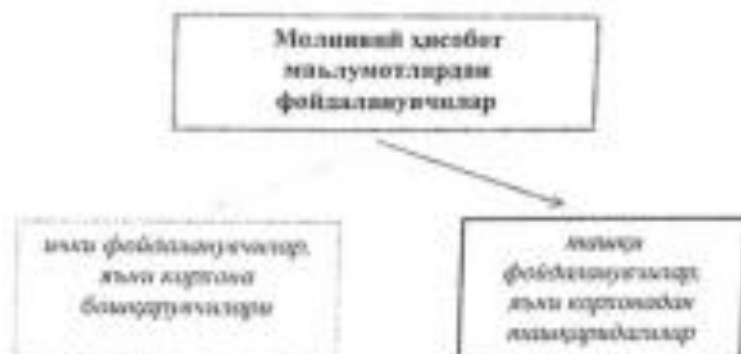 Молиявий ҳисобот
маълумотлардан
фойдаланувчилар
ички фойдаланувчилар,
яъни корхона
бошқарувчилари
ташқи
фойдаланувчилар,
яъни корхонадан
ташқаридагилар